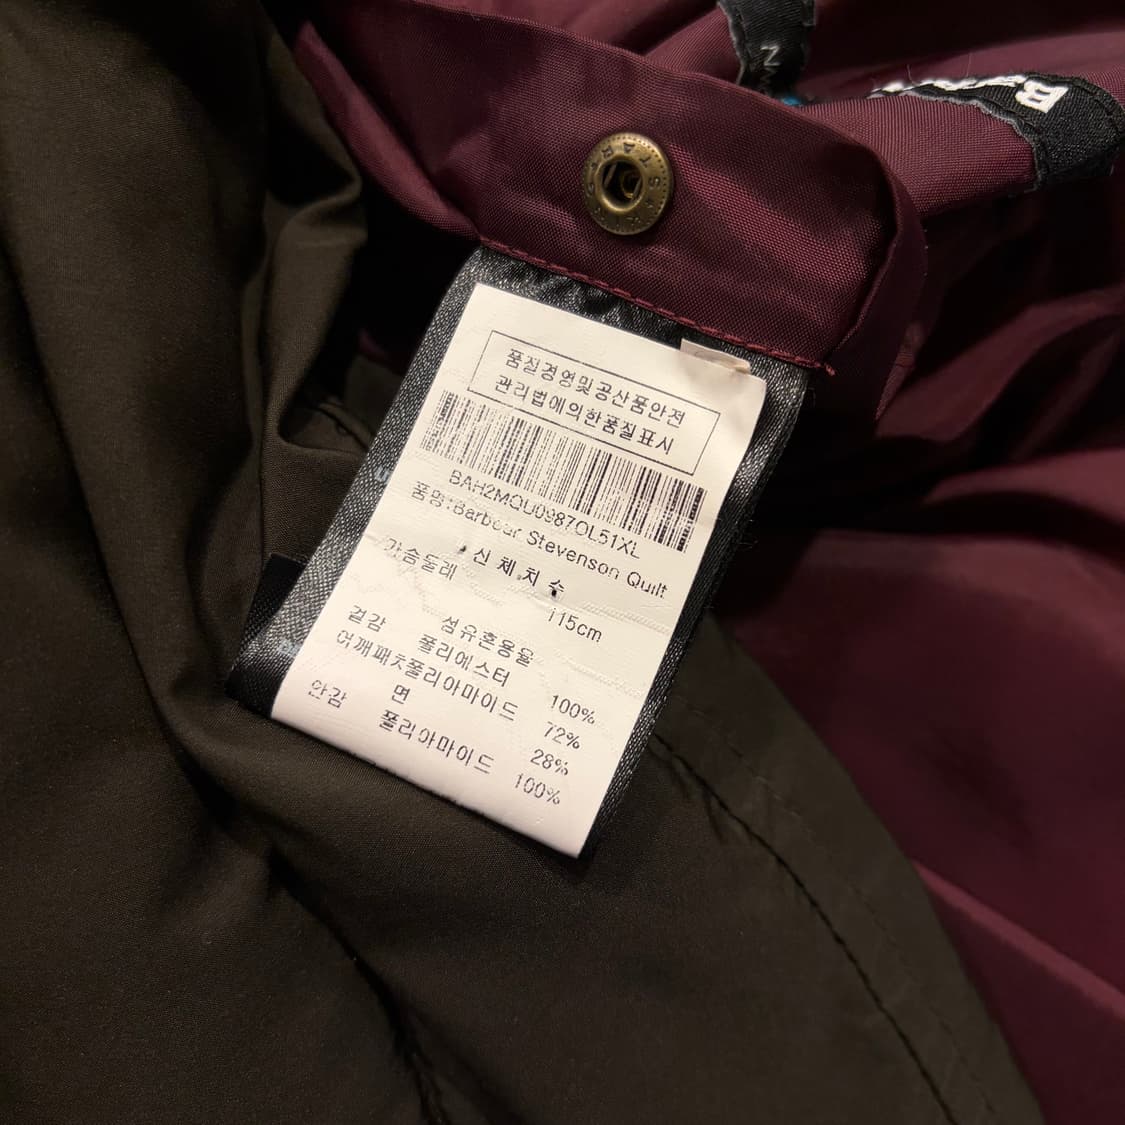 품질경영및공산품안전
관리법에의한품질표시
BAH2MQU0987OL51XL
품명:Barbour Stevenson Quilt
신체치수
가슴둘레 115cm
섬유혼용율
겉감 폴리에스터 100%
어깨패치폴리아마이드 72%
면 28%
안감 폴리아마이드 100%